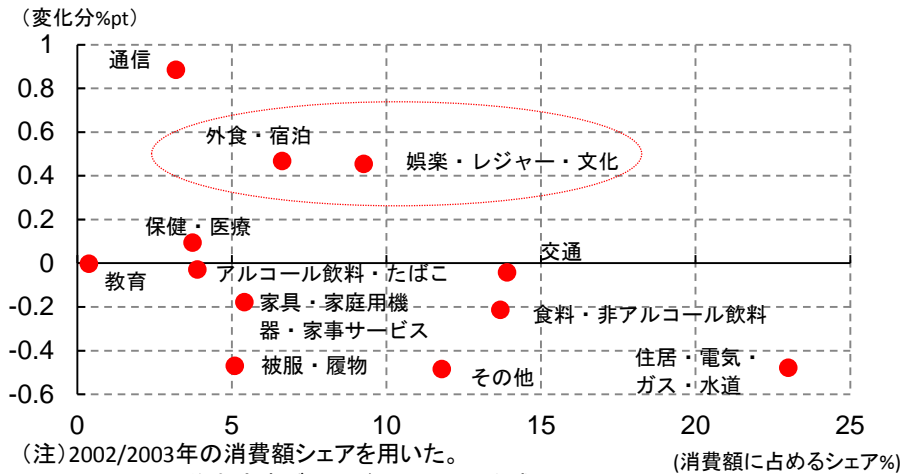 （変化分%pt）
1
0.8
0.6
0.4
0.2
0
-0.2
-0.4
-0.6
通信
外食・宿泊
娯楽・レジャー・文化
保健・医療
教育
アルコール飲料・たばこ
交通
家具・家庭用機
器・家事サービス
食料・非アルコール飲料
被服・履物
その他
住居・電気・
ガス・水道
0
5
10
15
20
25
（注）2002/2003年の消費額シェアを用いた。
(消費額に占めるシェア%)